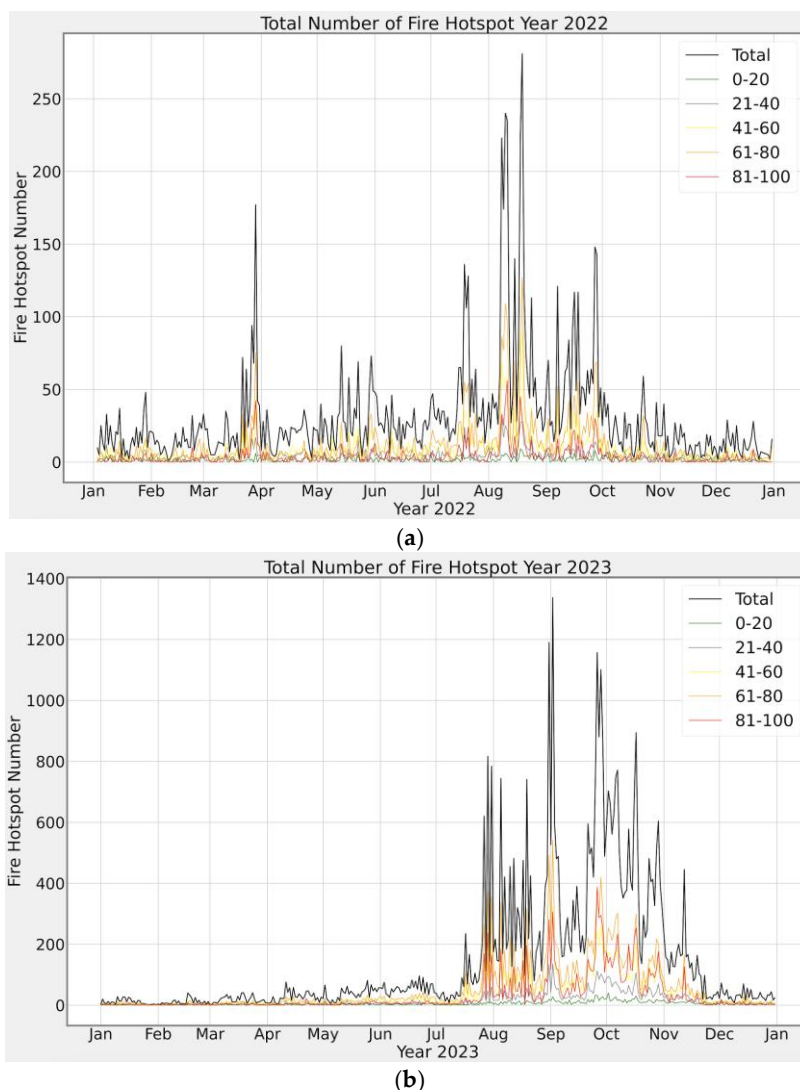 Total Number of Fire Hotspot Year 2022
Total
0-20
21-40
41-60
61-80
81-100
Fire Hotspot Number
250
200
150
100
50
0
Jan Feb Mar Apr May Jun Jul Aug Sep Oct Nov Dec Jan
Year 2022
(a)
Total Number of Fire Hotspot Year 2023
Total
0-20
21-40
41-60
61-80
81-100
Fire Hotspot Number
1400
1200
1000
800
600
400
200
0
Jan Feb Mar Apr May Jun Jul Aug Sep Oct Nov Dec Jan
Year 2023
(b)